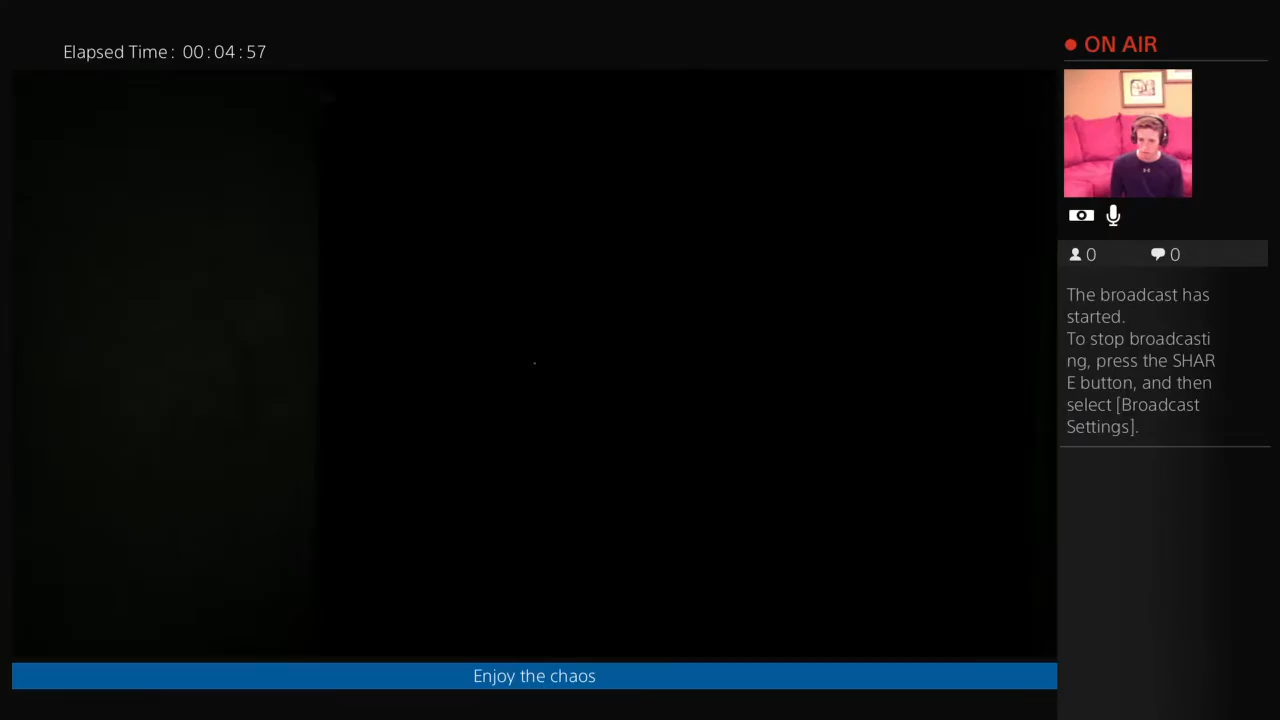 Elapsed Time: 00:04:57
ON AIR
0 0
The broadcast has
started.
To stop broadcasti
ng, press the SHAR
E button, and then
select [Broadcast
Settings].
Enjoy the chaos